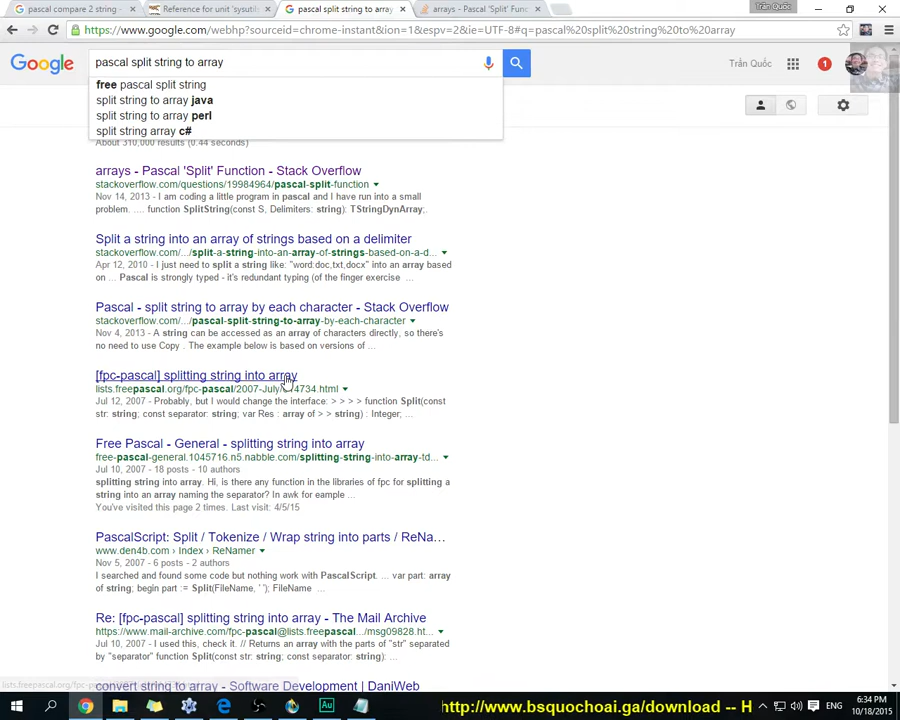 pascal compare 2 string -
Reference for unit 'sysutils
pascal split string to array
arrays - Pascal 'Split' Func
Trần Quốc
https://www.google.com/webhp?sourceid=chrome-instant&ion=1&espv=2&ie=UTF-8#q=pascal%20split%20string%20to%20array
Google
pascal split string to array
Trần Quốc
1
free pascal split string
split string to array java
split string to array perl
split string array c#
About 310,000 results (0.44 seconds)
arrays - Pascal 'Split' Function - Stack Overflow
stackoverflow.com/questions/19984964/pascal-split-function
Nov 14, 2013 - I am coding a little program in pascal and I have run into a small
problem. .... function SplitString(const S, Delimiters: string): TStringDynArray;.
Split a string into an array of strings based on a delimiter
stackoverflow.com/.../split-a-string-into-an-array-of-strings-based-on-a-d...
Apr 12, 2010 - I just need to split a string like: "word:doc,txt,docx" into an array based
on ... Pascal is strongly typed - it's redundant typing (of the finger exercise ...
Pascal - split string to array by each character - Stack Overflow
stackoverflow.com/.../pascal-split-string-to-array-by-each-character
Nov 4, 2013 - A string can be accessed as an array of characters directly, so there's
no need to use Copy . The example below is based on versions of ...
[fpc-pascal] splitting string into array
lists.freepascal.org/fpc-pascal/2007-July/014734.html
Jul 12, 2007 - Probably, but I would change the interface: > > > > function Split(const
str: string; const separator: string; var Res : array of > > string) : Integer; ...
Free Pascal - General - splitting string into array
free-pascal-general.1045716.n5.nabble.com/splitting-string-into-array-td...
Jul 10, 2007 - 18 posts - 10 authors
splitting string into array. Hi, is there any function in the libraries of fpc for splitting a
string into an array naming the separator? In awk for eample ...
You've visited this page 2 times. Last visit: 4/5/15
PascalScript: Split / Tokenize / Wrap string into parts / ReNa...
www.den4b.com › Index › ReNamer
Nov 5, 2007 - 6 posts - 2 authors
I searched and found some code but nothing work with PascalScript. ... var part: array
of string; begin part := Split(FileName, ' '); FileName ...
Re: [fpc-pascal] splitting string into array - The Mail Archive
https://www.mail-archive.com/fpc-pascal@lists.freepascal.../msg09828.ht...
Jul 10, 2007 - I used this, check it. // Returns an array with the parts of "str" separated
by "separator" function Split(const str: string; const separator: string): ...
convert string to array - Software Development | DaniWeb
Au
http://www.bsquochoai.ga/download -- H
ENG
6:34 PM
10/18/2015